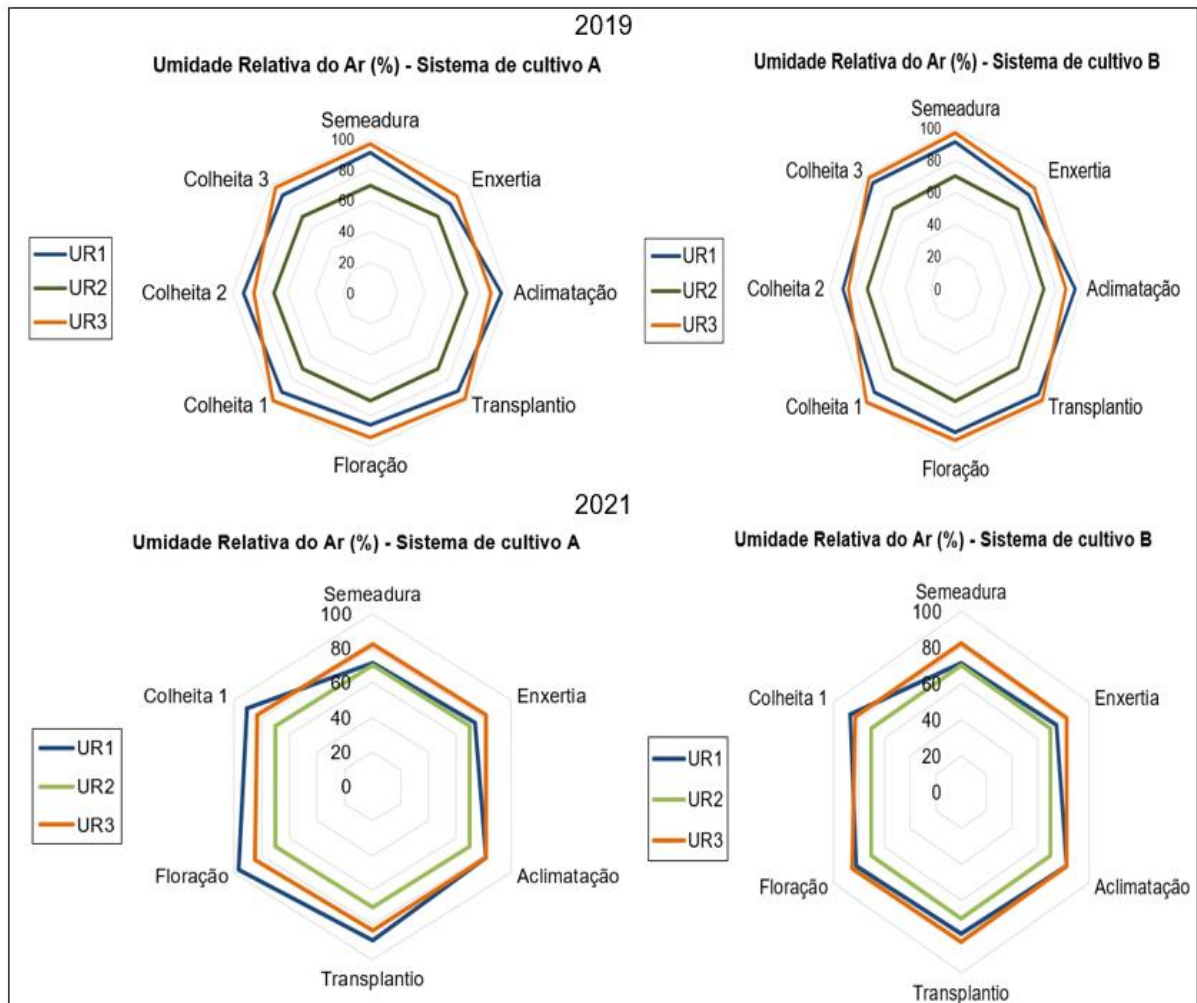 2019
Umidade Relativa do Ar (%) - Sistema de cultivo A
Semeadura
100
80
60
40
20
0
Enxertia
Aclimatação
Transplantio
Floração
Colheita 1
Colheita 2
Colheita 3
UR1
UR2
UR3
Umidade Relativa do Ar (%) - Sistema de cultivo B
Semeadura
100
80
60
40
20
0
Enxertia
Aclimatação
Transplantio
Floração
Colheita 1
Colheita 2
Colheita 3
UR1
UR2
UR3
2021
Umidade Relativa do Ar (%) - Sistema de cultivo A
Semeadura
100
80
60
40
20
0
Enxertia
Aclimatação
Transplantio
Floração
Colheita 1
UR1
UR2
UR3
Umidade Relativa do Ar (%) - Sistema de cultivo B
Semeadura
100
80
60
40
20
0
Enxertia
Aclimatação
Transplantio
Floração
Colheita 1
UR1
UR2
UR3